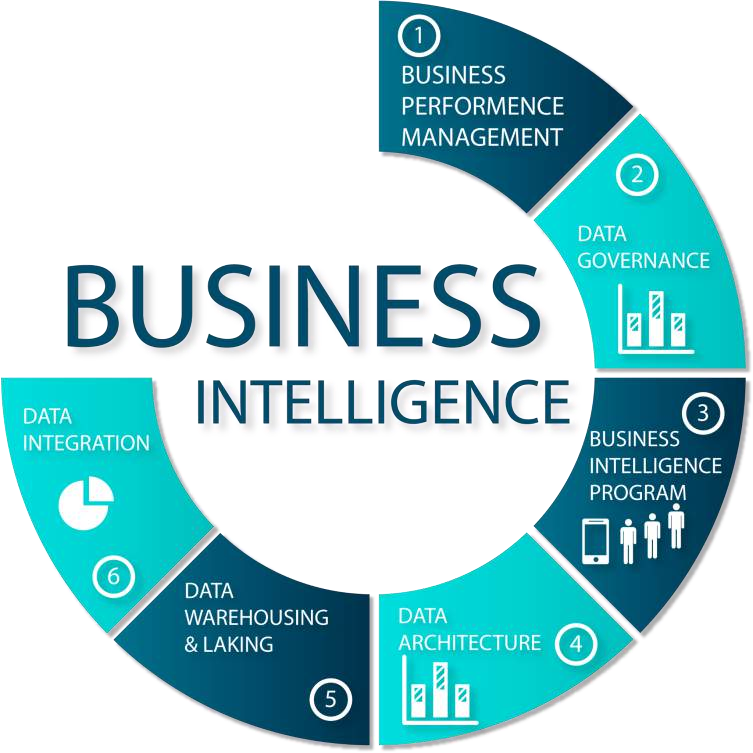 1
BUSINESS
PERFORMENCE
MANAGEMENT
2
DATA
GOVERNANCE
BUSINESS
INTELLIGENCE
3
BUSINESS
INTELLIGENCE
PROGRAM
DATA
ARCHITECTURE
4
DATA
WAREHOUSING
& LAKING
5
DATA
INTEGRATION
6